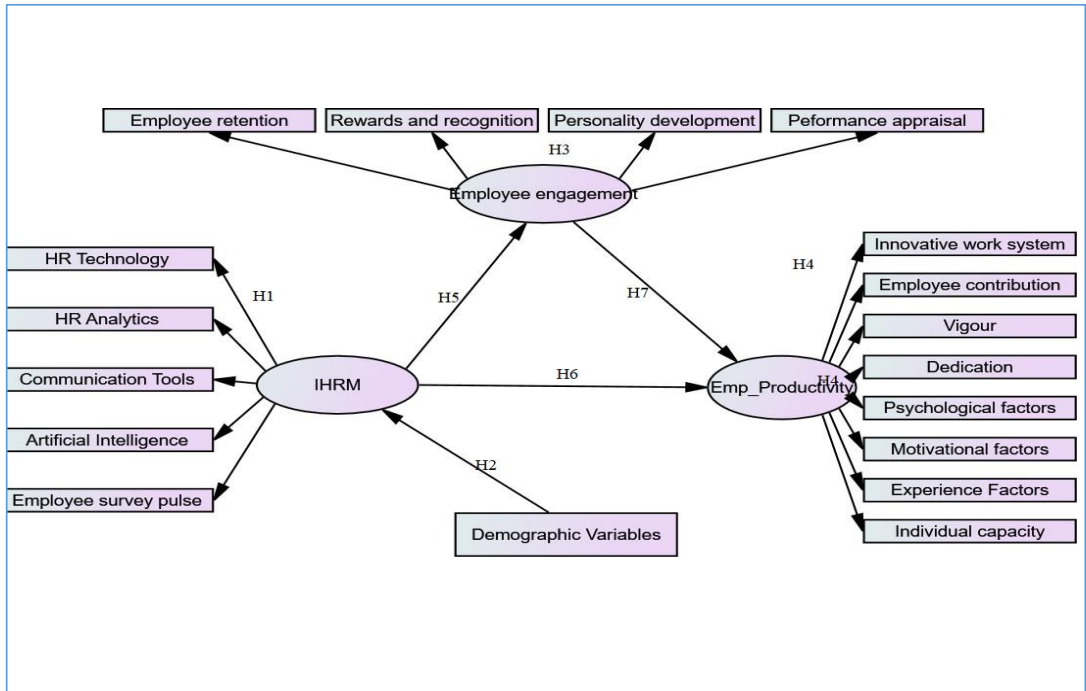 Employee retention
Rewards and recognition
Personality development
Peformance appraisal
H3
Employee engagement
HR Technology
HR Analytics
Communication Tools
Artificial Intelligence
Employee survey pulse
H1
IHRM
H5
H7
H6
H2
Demographic Variables
H4
Emp_Productivity
H4
Innovative work system
Employee contribution
Vigour
Dedication
Psychological factors
Motivational factors
Experience Factors
Individual capacity